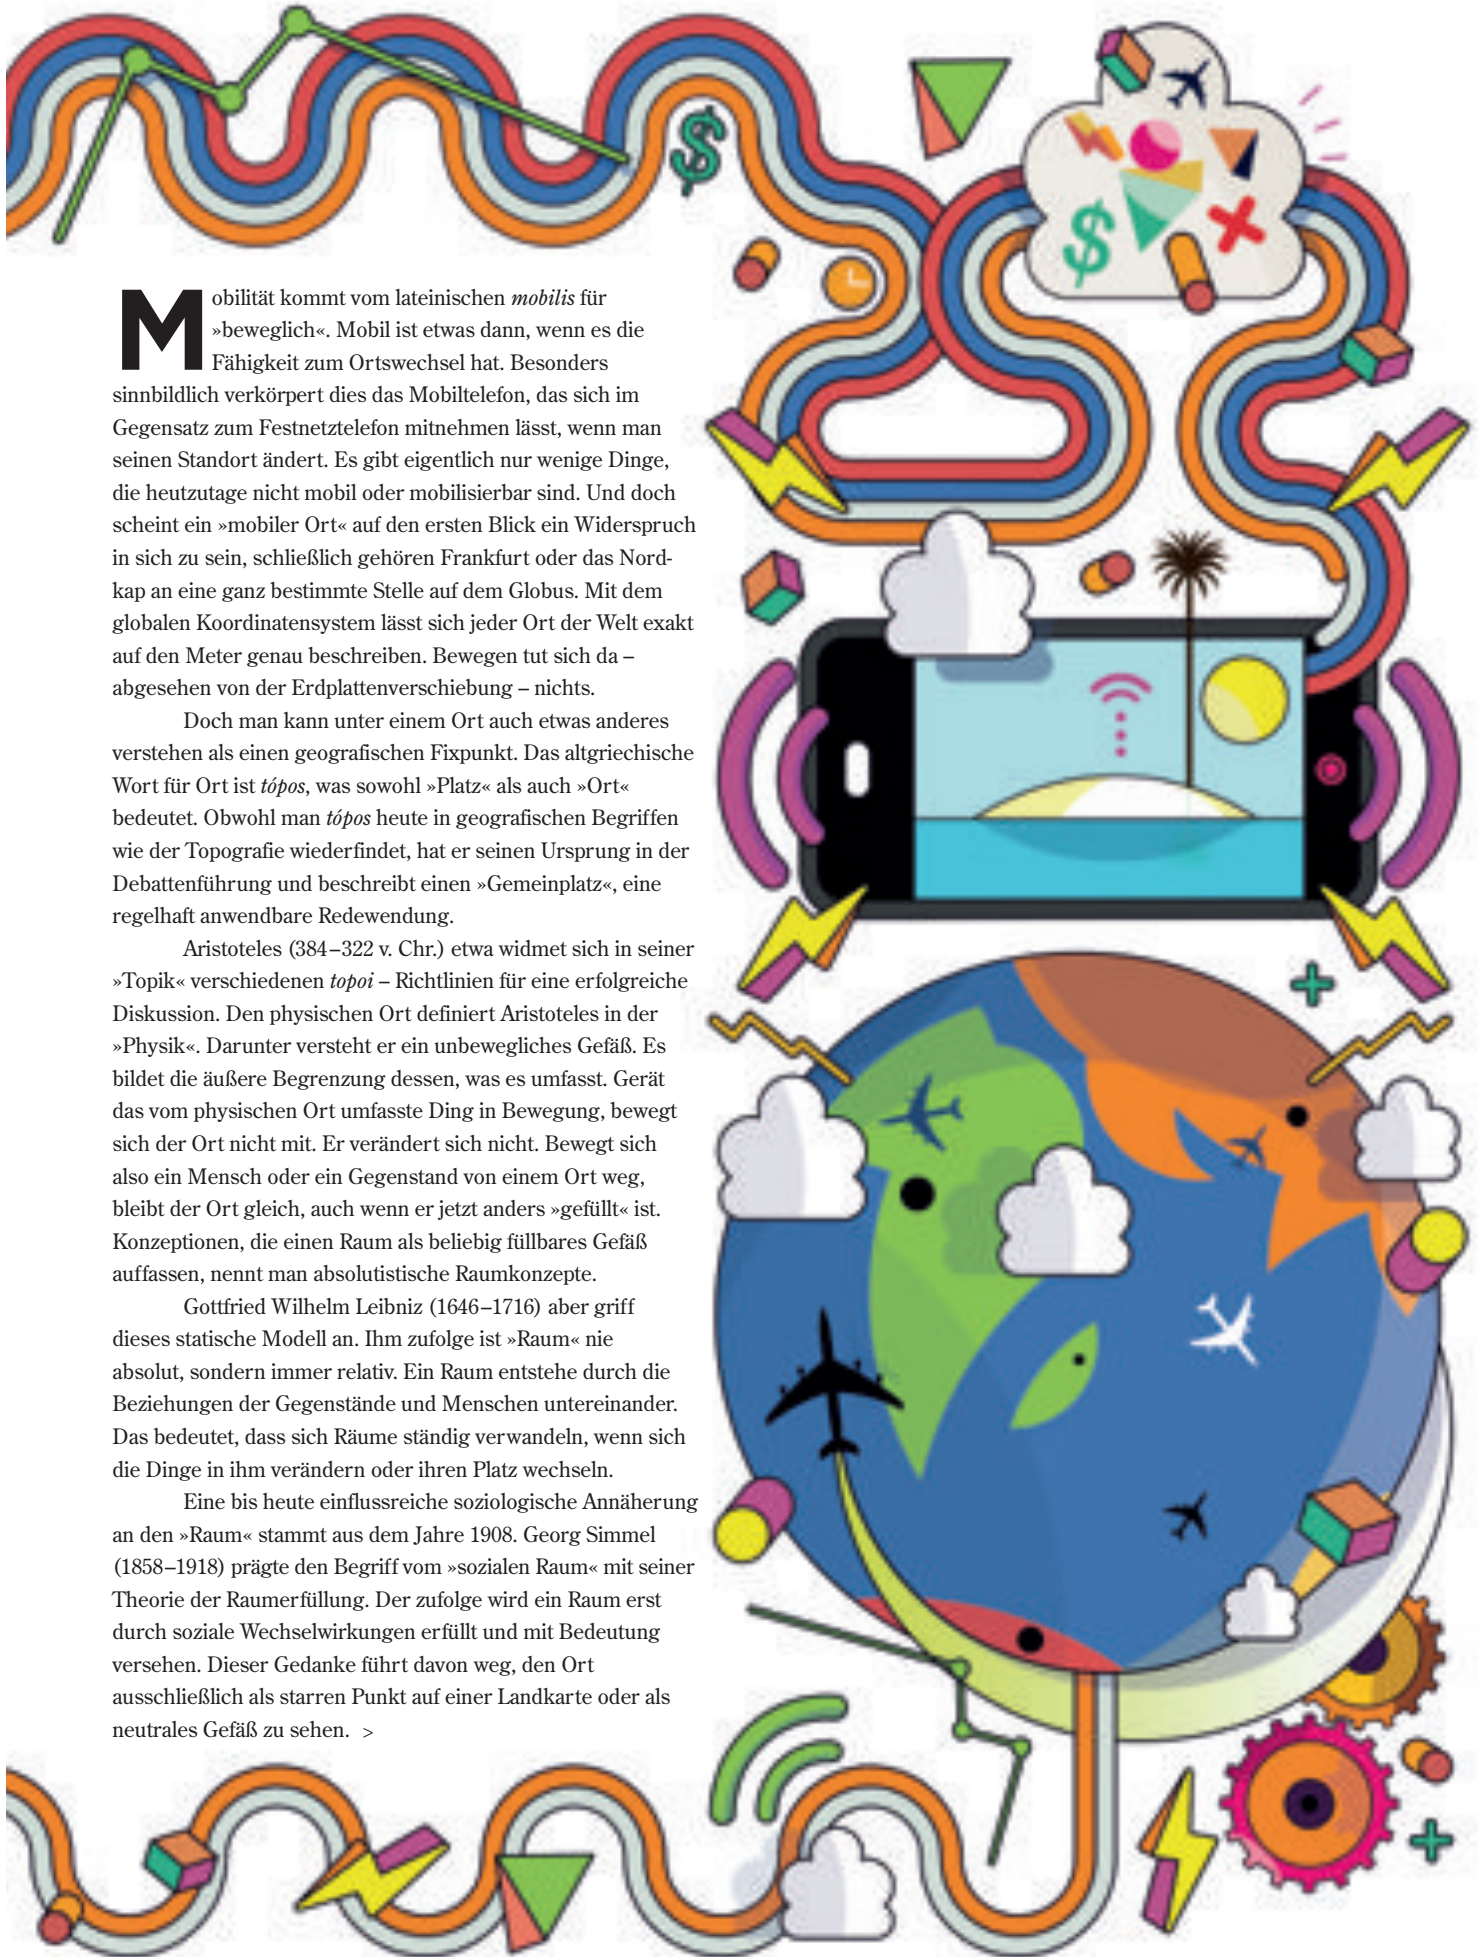 Mobilität kommt vom lateinischen mobilis für
»beweglich«. Mobil ist etwas dann, wenn es die
Fähigkeit zum Ortswechsel hat. Besonders
sinnbildlich verkörpert dies das Mobiltelefon, das sich im
Gegensatz zum Festnetztelefon mitnehmen lässt, wenn man
seinen Standort ändert. Es gibt eigentlich nur wenige Dinge,
die heutzutage nicht mobil oder mobilisierbar sind. Und doch
scheint ein »mobiler Ort« auf den ersten Blick ein Widerspruch
in sich zu sein, schließlich gehören Frankfurt oder das Nord-
kap an eine ganz bestimmte Stelle auf dem Globus. Mit dem
globalen Koordinatensystem lässt sich jeder Ort der Welt exakt
auf den Meter genau beschreiben. Bewegen tut sich da –
abgesehen von der Erdplattenverschiebung – nichts.
Doch man kann unter einem Ort auch etwas anderes
verstehen als einen geografischen Fixpunkt. Das altgriechische
Wort für Ort ist tópos, was sowohl »Platz« als auch »Ort«
bedeutet. Obwohl man tópos heute in geografischen Begriffen
wie der Topografie wiederfindet, hat er seinen Ursprung in der
Debattenführung und beschreibt einen »Gemeinplatz«, eine
regelhaft anwendbare Redewendung.
Aristoteles (384–322 v. Chr.) etwa widmet sich in seiner
»Topik« verschiedenen topoi – Richtlinien für eine erfolgreiche
Diskussion. Den physischen Ort definiert Aristoteles in der
»Physik«. Darunter versteht er ein unbewegliches Gefäß. Es
bildet die äußere Begrenzung dessen, was es umfasst. Gerät
das vom physischen Ort umfasste Ding in Bewegung, bewegt
sich der Ort nicht mit. Er verändert sich nicht. Bewegt sich
also ein Mensch oder ein Gegenstand von einem Ort weg,
bleibt der Ort gleich, auch wenn er jetzt anders »gefüllt« ist.
Konzeptionen, die einen Raum als beliebig füllbares Gefäß
auffassen, nennt man absolutistische Raumkonzepte.
Gottfried Wilhelm Leibniz (1646–1716) aber griff
dieses statische Modell an. Ihm zufolge ist »Raum« nie
absolut, sondern immer relativ. Ein Raum entstehe durch die
Beziehungen der Gegenstände und Menschen untereinander.
Das bedeutet, dass sich Räume ständig verwandeln, wenn sich
die Dinge in ihm verändern oder ihren Platz wechseln.
Eine bis heute einflussreiche soziologische Annäherung
an den »Raum« stammt aus dem Jahre 1908. Georg Simmel
(1858–1918) prägte den Begriff vom »sozialen Raum« mit seiner
Theorie der Raumerfüllung. Der zufolge wird ein Raum erst
durch soziale Wechselwirkungen erfüllt und mit Bedeutung
versehen. Dieser Gedanke führt davon weg, den Ort
ausschließlich als starren Punkt auf einer Landkarte oder als
neutrales Gefäß zu sehen. >
$
$